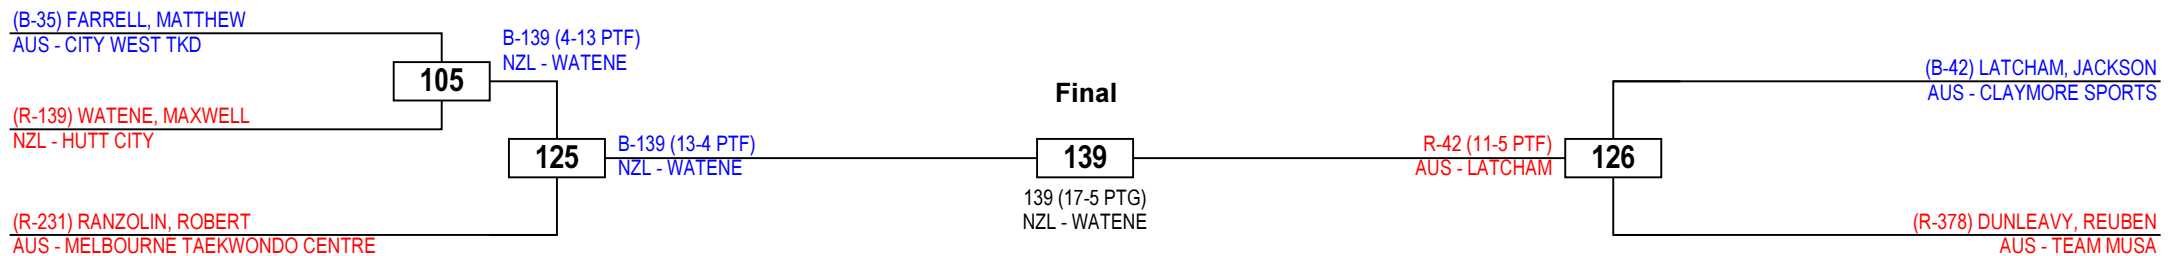 (B-35) FARRELL, MATTHEW
AUS - CITY WEST TKD
(R-139) WATENE, MAXWELL
NZL - HUTT CITY
(R-231) RANZOLIN, ROBERT
AUS - MELBOURNE TAEKWONDO CENTRE
105
B-139 (4-13 PTF)
NZL - WATENE
125
B-139 (13-4 PTF)
NZL - WATENE
Final
139
139 (17-5 PTG)
NZL - WATENE
R-42 (11-5 PTF)
AUS - LATCHAM
126
(B-42) LATCHAM, JACKSON
AUS - CLAYMORE SPORTS
(R-378) DUNLEAVY, REUBEN
AUS - TEAM MUSA